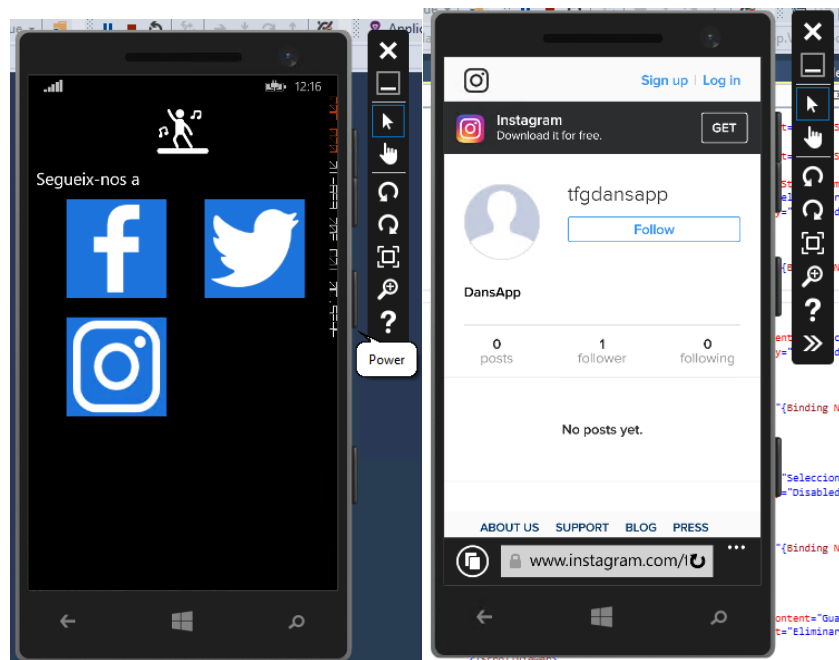 Applic
12:16
Segueix-nos a
Power
Sign up | Log in
Instagram
Download it for free.
GET
tfgdansapp
Follow
DansApp
0 posts
1 follower
0 following
No posts yet.
ABOUT US SUPPORT BLOG PRESS
www.instagram.com/t
"{Binding N
"Seleccion
"Disabled
"{Binding N
ontent="Gua
t="Eliminar